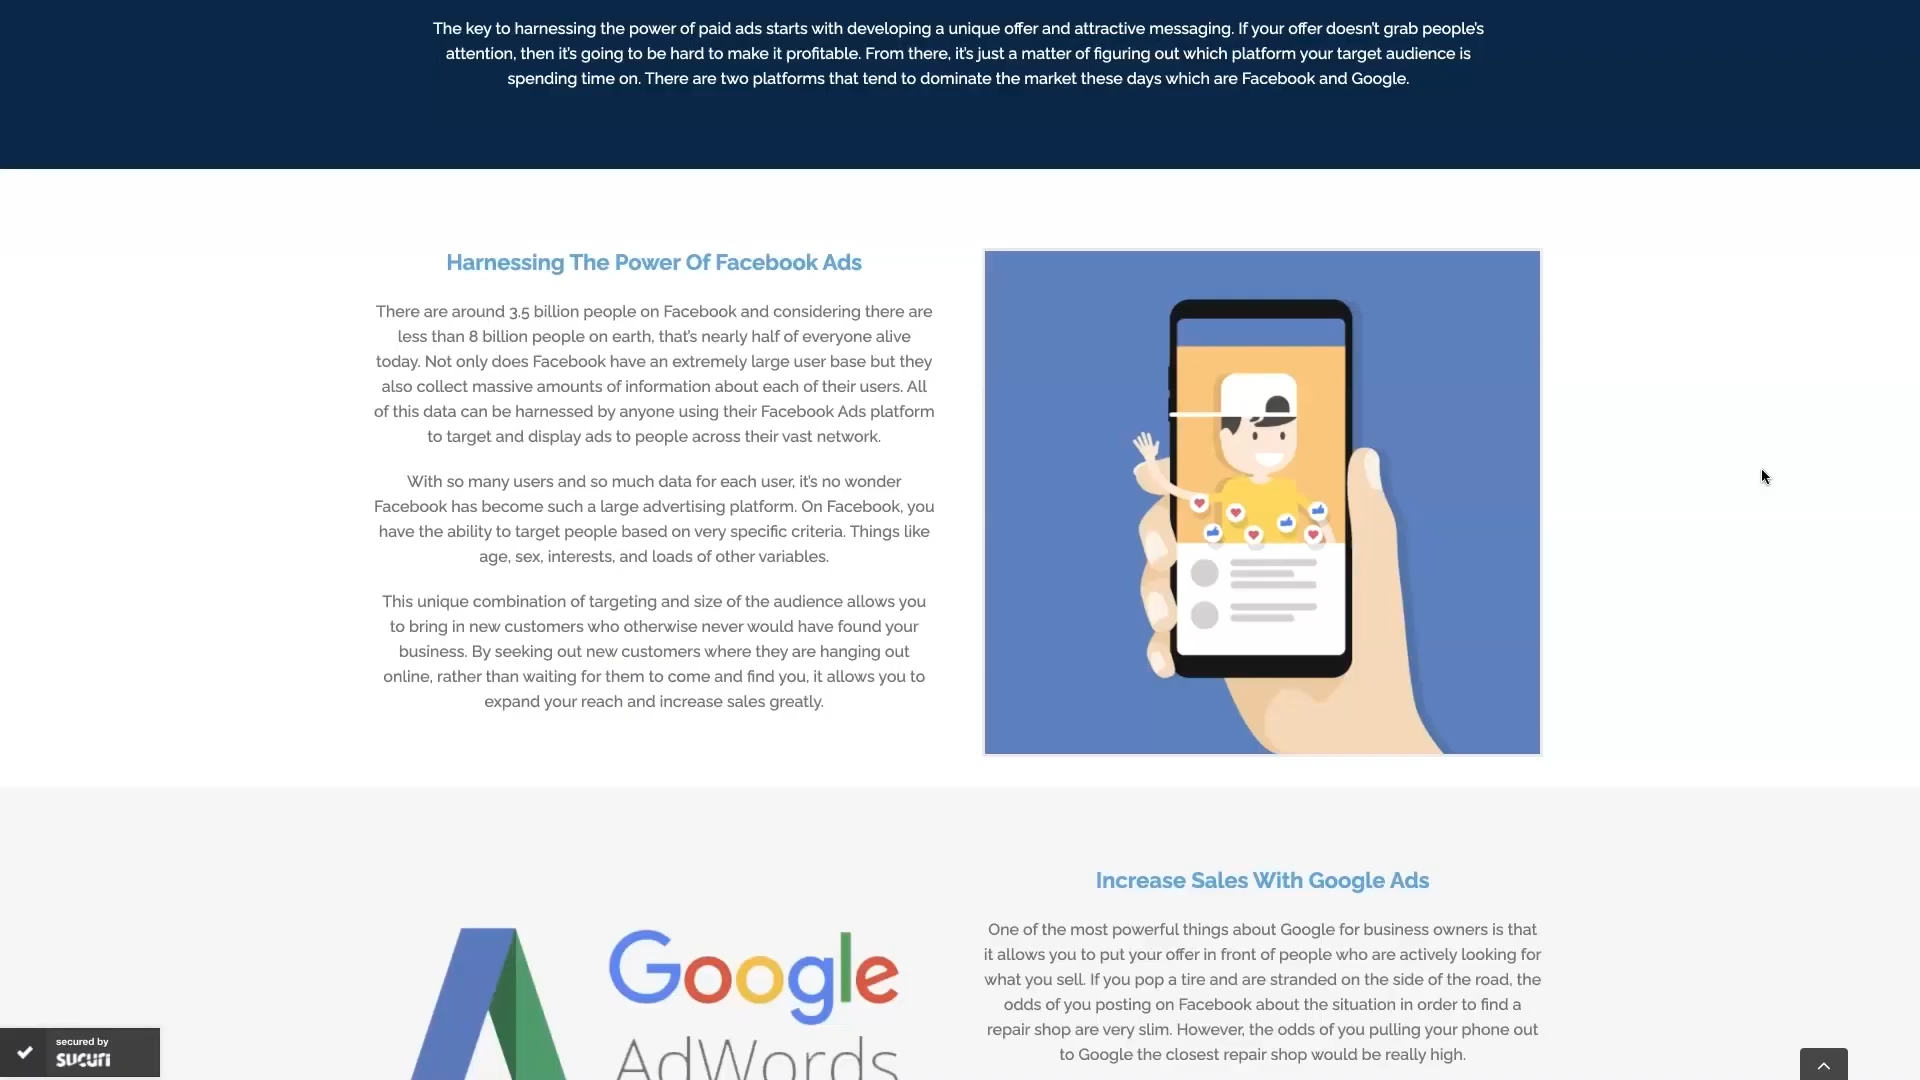 The key to harnessing the power of paid ads starts with developing a unique offer and attractive messaging. If your offer doesn't grab people's
attention, then it's going to be hard to make it profitable. From there, it's just a matter of figuring out which platform your target audience is
spending time on. There are two platforms that tend to dominate the market these days which are Facebook and Google.
Harnessing The Power Of Facebook Ads
There are around 3.5 billion people on Facebook and considering there are
less than 8 billion people on earth, that's nearly half of everyone alive
today. Not only does Facebook have an extremely large user base but they
also collect massive amounts of information about each of their users. All
of this data can be harnessed by anyone using their Facebook Ads platform
to target and display ads to people across their vast network.
With so many users and so much data for each user, it's no wonder
Facebook has become such a large advertising platform. On Facebook, you
have the ability to target people based on very specific criteria. Things like
age, sex, interests, and loads of other variables.
This unique combination of targeting and size of the audience allows you
to bring in new customers who otherwise never would have found your
business. By seeking out new customers where they are hanging out
online, rather than waiting for them to come and find you, it allows you to
expand your reach and increase sales greatly.
Google
AdWords
Increase Sales With Google Ads
One of the most powerful things about Google for business owners is that
it allows you to put your offer in front of people who are actively looking for
what you sell. If you pop a tire and are stranded on the side of the road, the
odds of you posting on Facebook about the situation in order to find a
repair shop are very slim. However, the odds of you pulling your phone out
to Google the closest repair shop would be really high.
secured by
sucuri